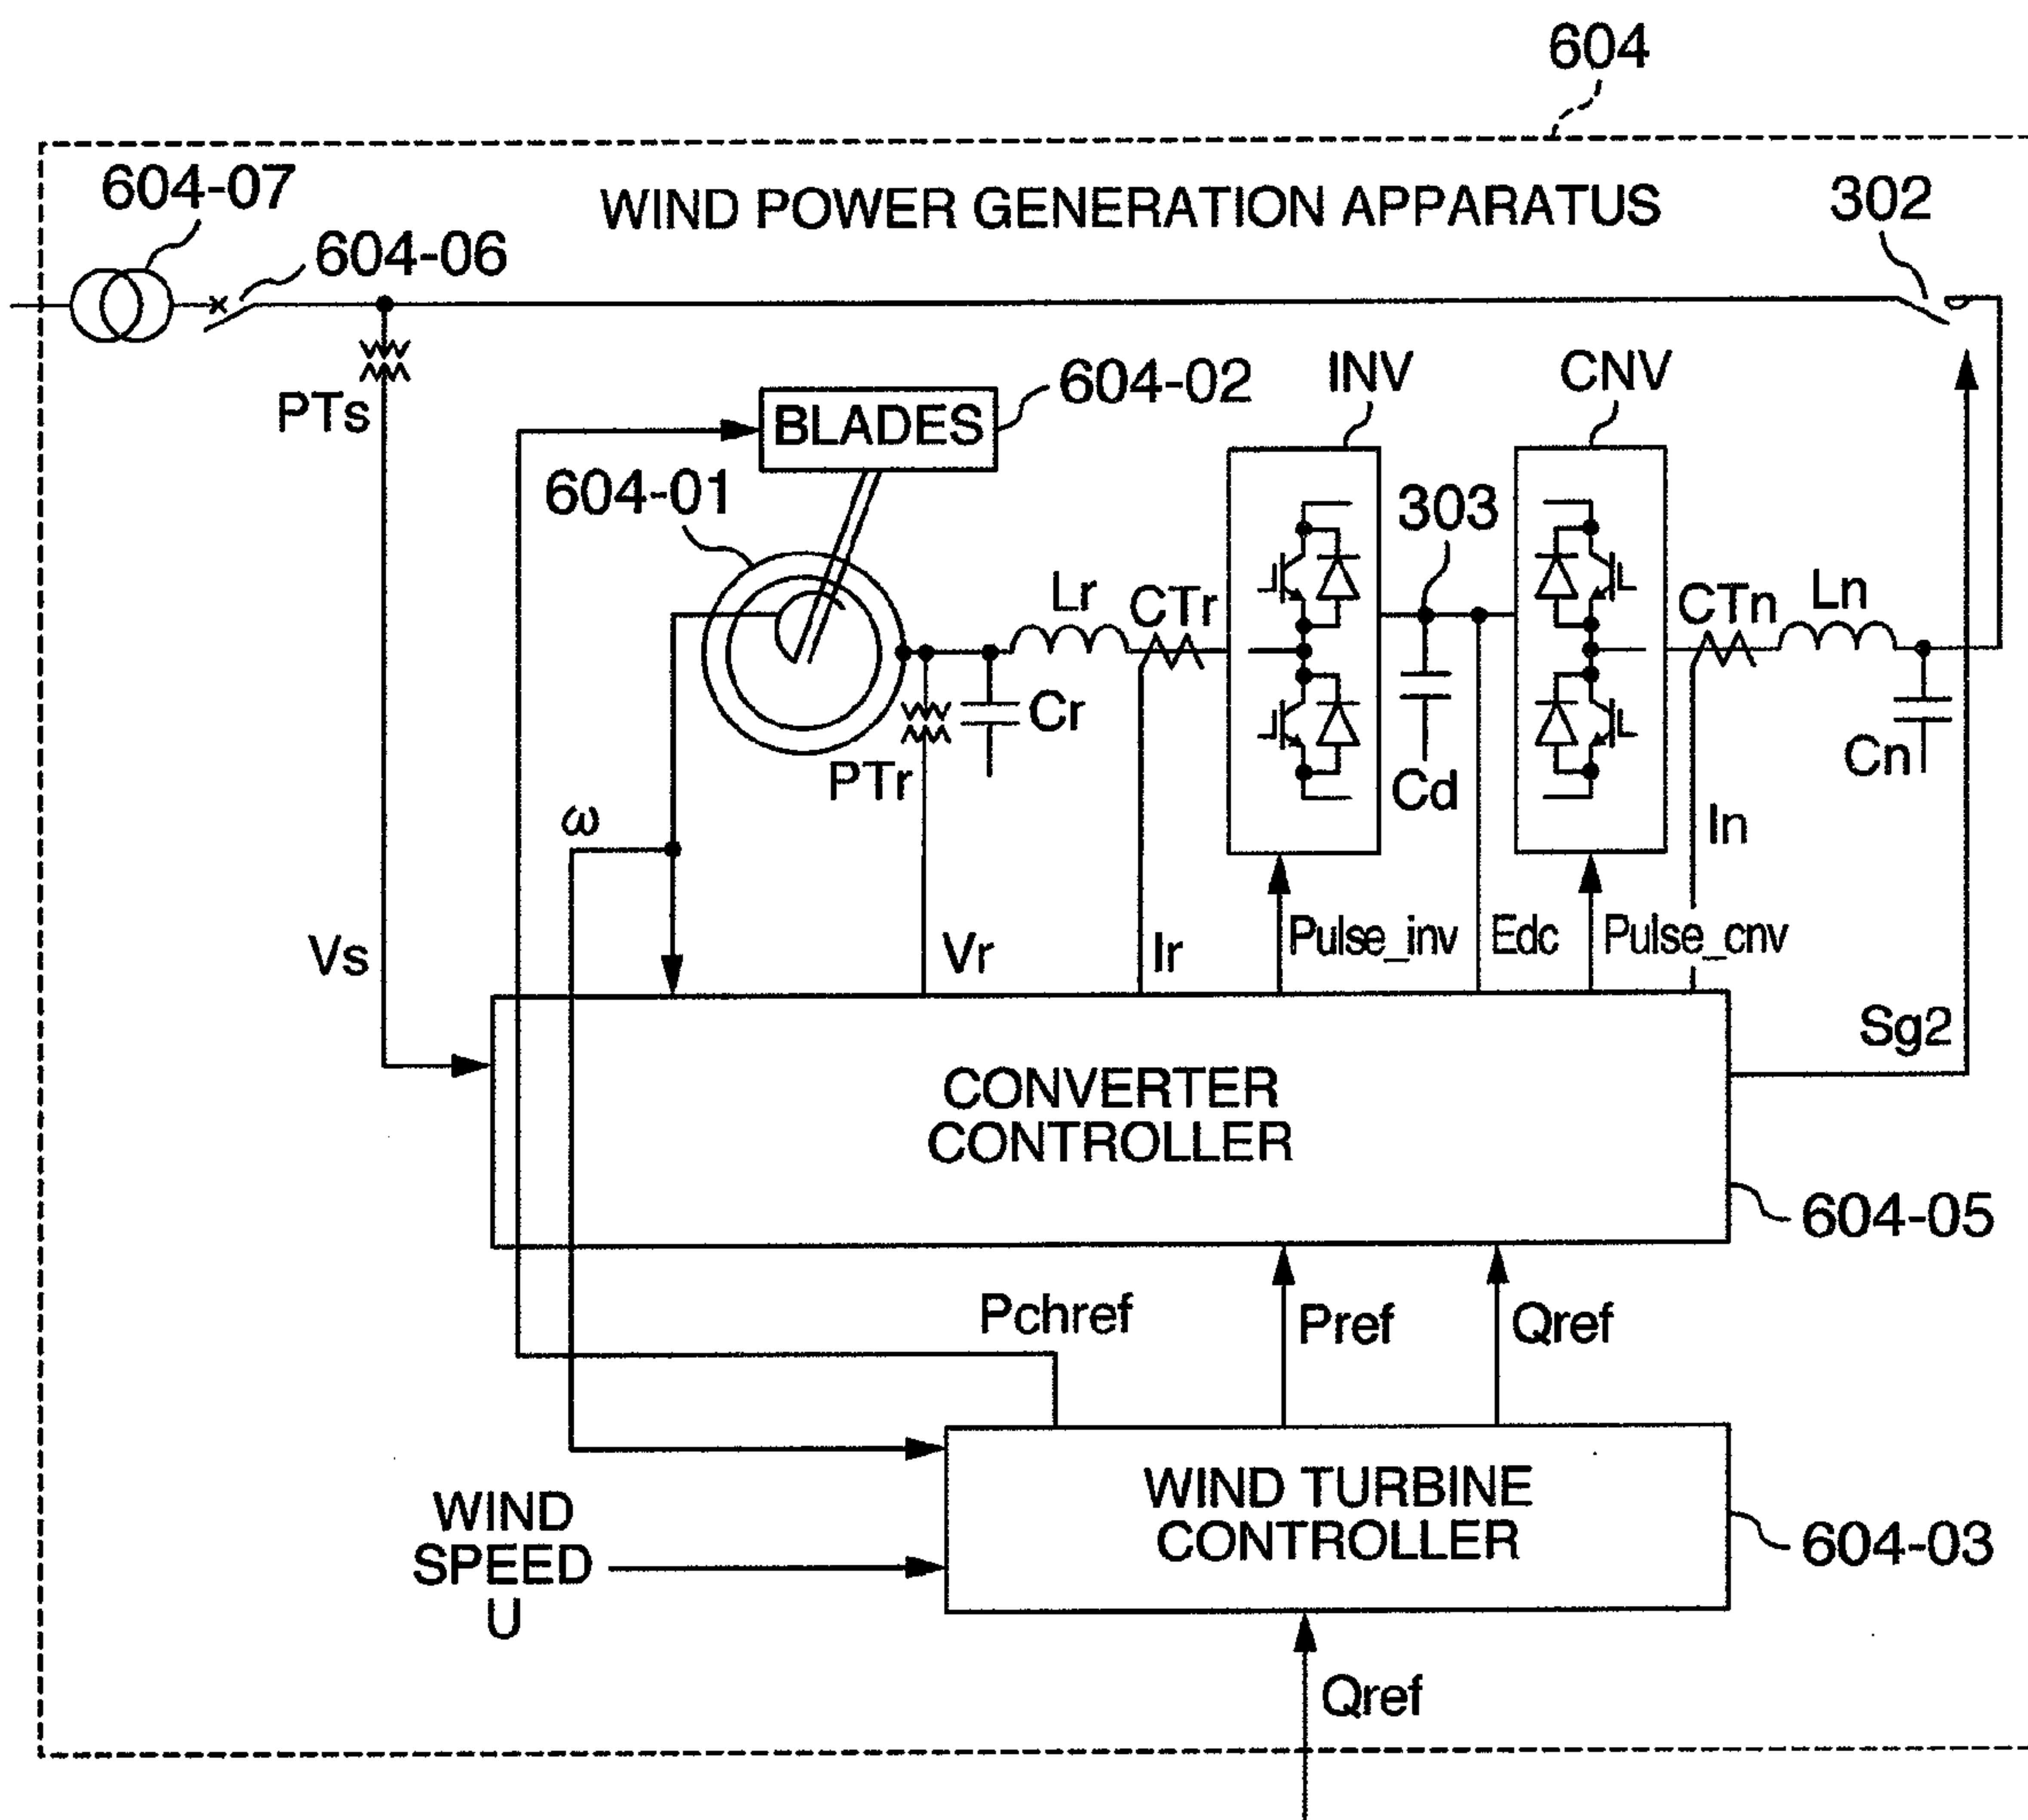 604
604-07
WIND POWER GENERATION APPARATUS
302
604-06
PTs
BLADES
604-02
INV
CNV
604-01
303
Lr
CTr
CTn
Ln
Cr
PTr
Cd
Cn
ω
In
Vs
Vr
Ir
Pulse_inv
Edc
Pulse_cnv
Sg2
CONVERTER
CONTROLLER
604-05
Pchref
Pref
Qref
WIND TURBINE
CONTROLLER
604-03
WIND
SPEED
U
Qref